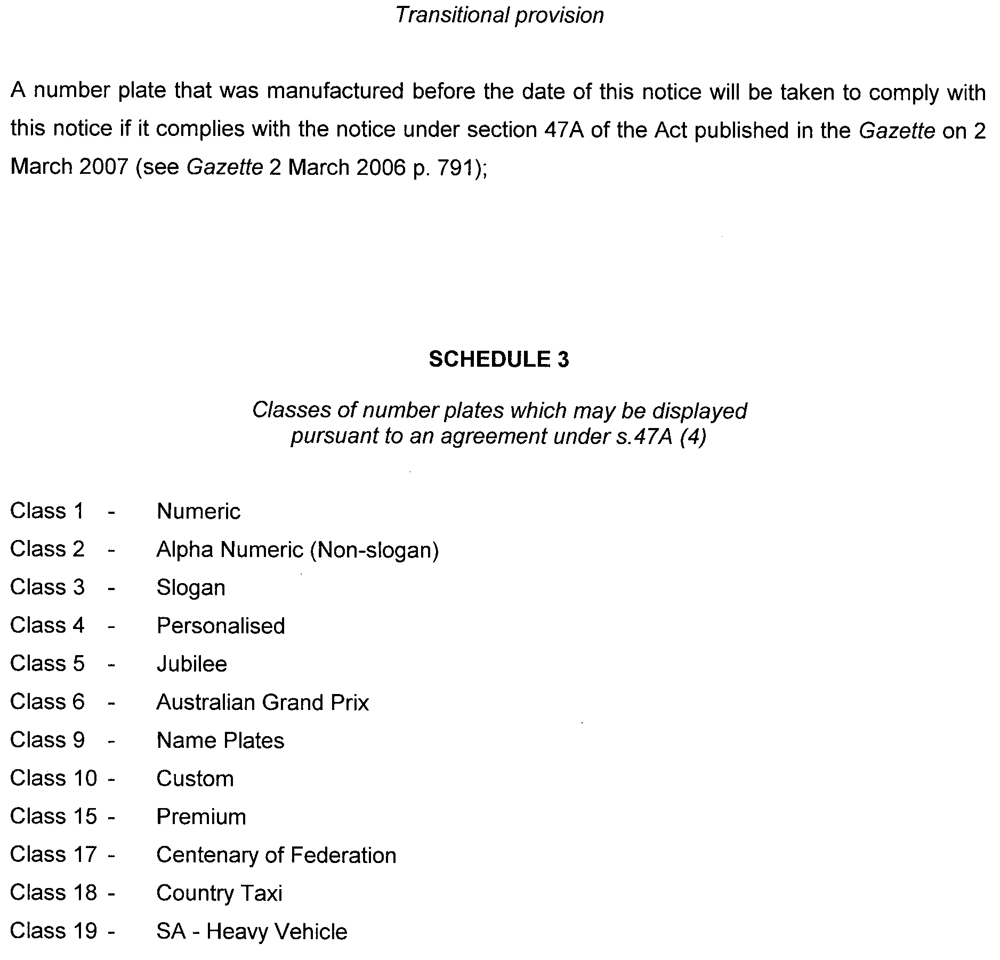 Transitional provision
A number plate that was manufactured before the date of this notice will be taken to comply with
this notice if it complies with the notice under section 47A of the Act published in the Gazette on 2
March 2007 (see Gazette 2 March 2006 p. 791);
SCHEDULE 3
Classes of number plates which may be displayed
pursuant to an agreement under s.47A (4)
Class 1 - Numeric
Class 2 - Alpha Numeric (Non-slogan)
Class 3 - Slogan
Class 4 - Personalised
Class 5 - Jubilee
Class 6 - Australian Grand Prix
Class 9 - Name Plates
Class 10 - Custom
Class 15 - Premium
Class 17 - Centenary of Federation
Class 18 - Country Taxi
Class 19 - SA - Heavy Vehicle